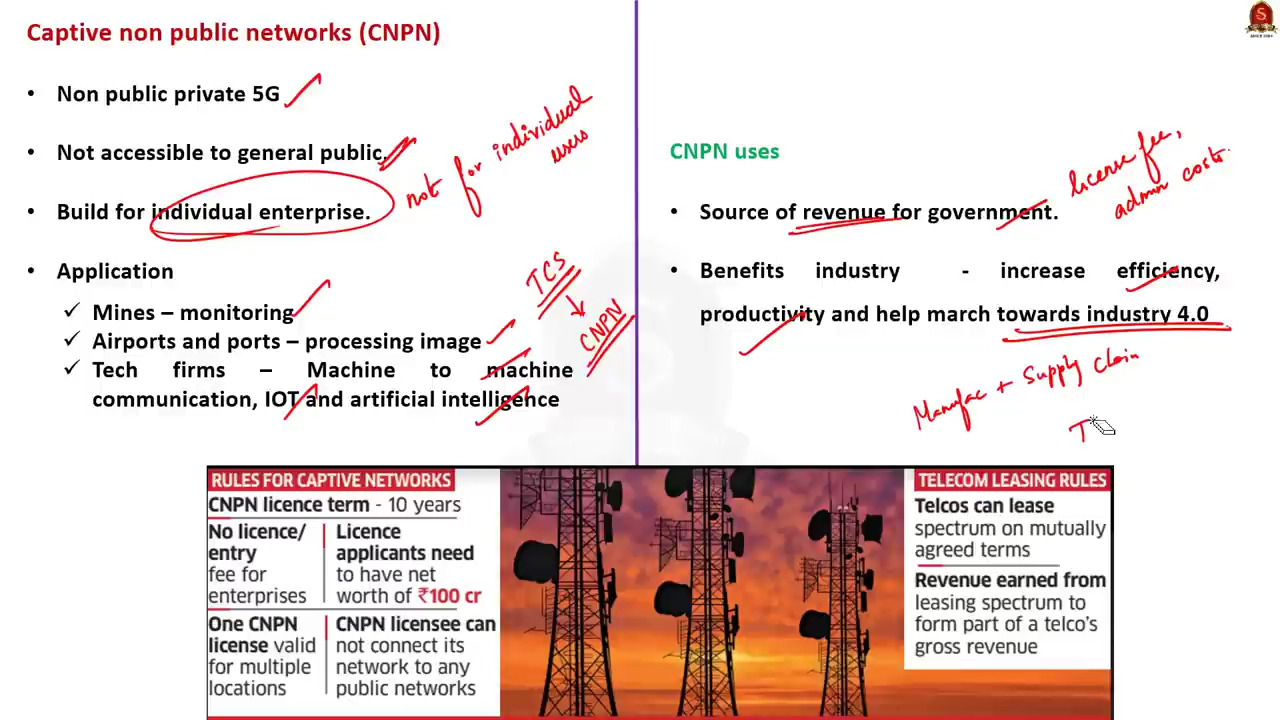 Captive non public networks (CNPN)
• Non public private 5G
• Not accessible to general public.
not for individual
users
• Build for individual enterprise.
• Application
✓ Mines – monitoring
✓ Airports and ports – processing image
✓ Tech firms – Machine to machine
communication, IOT and artificial intelligence
TCS
CNPN
S
SINCE 1984
CNPN uses
license fee,
admin costs.
• Source of revenue for government.
• Benefits industry - increase efficiency,
productivity and help march towards industry 4.0
Manufac + Supply chain
T
RULES FOR CAPTIVE NETWORKS
CNPN licence term - 10 years
No licence/
entry
fee for
enterprises
Licence
applicants need
to have net
worth of ₹100 cr
One CNPN
license valid
for multiple
locations
CNPN licensee can
not connect its
network to any
public networks
TELECOM LEASING RULES
Telcos can lease
spectrum on mutually
agreed terms
Revenue earned from
leasing spectrum to
form part of a telco's
gross revenue